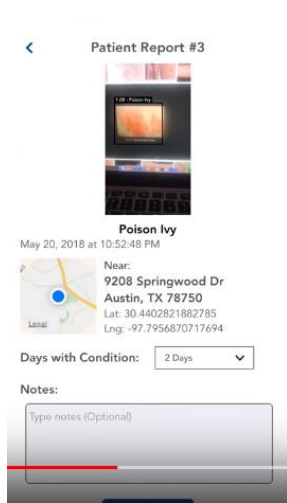 Patient Report #3
1.00 - Poison Ivy
Poison Ivy
May 20, 2018 at 10:52:48 PM
Near:
9208 Springwood Dr
Austin, TX 78750
Lat: 30.4402821882785
Lng: -97.7956870717694
Legal
Days with Condition:
2 Days
Notes:
Type notes (Optional)